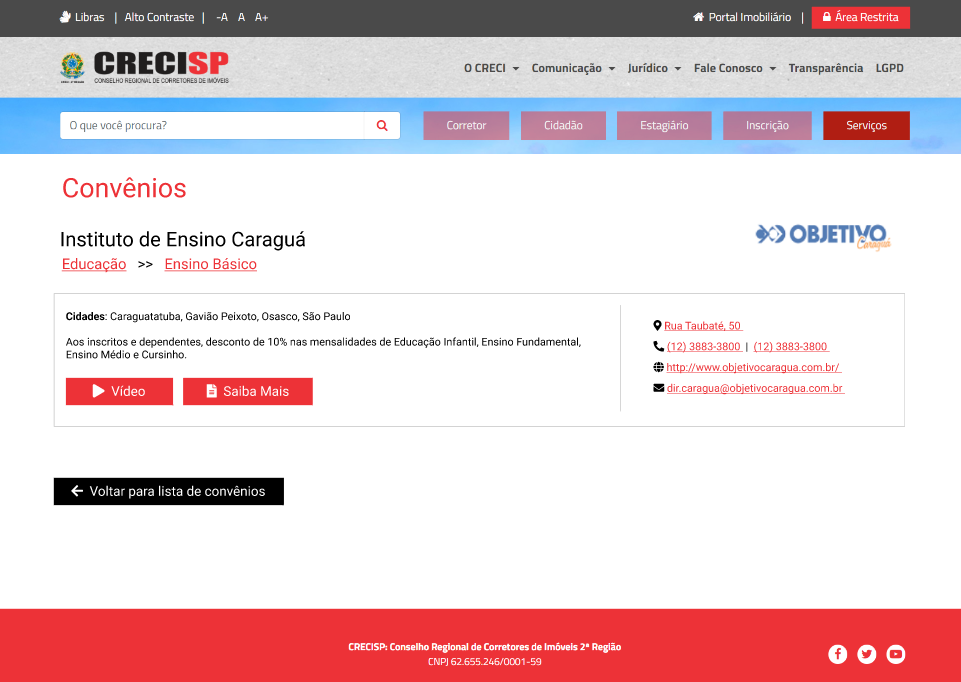 Libras | Alto Contraste | -A A A+
Portal Imobiliário | Área Restrita
CRECISP
CONSELHO REGIONAL DE CORRETORES DE IMÓVEIS
O CRECI Comunicação Jurídico Fale Conosco Transparência LGPD
O que você procura?
Corretor Cidadão Estagiário Inscrição Serviços
Convênios
Instituto de Ensino Caraguá
OBJETIVO
Caraguá
Educação >> Ensino Básico
Cidades: Caraguatatuba, Gavião Peixoto, Osasco, São Paulo
Aos inscritos e dependentes, desconto de 10% nas mensalidades de Educação Infantil, Ensino Fundamental,
Ensino Médio e Cursinho.
Vídeo Saiba Mais
Rua Taubaté, 50
(12) 3883-3800 | (12) 3883-3800
http://www.objetivocaragua.com.br/
dir.caragua@objetivocaragua.com.br
Voltar para lista de convênios
CRECISP: Conselho Regional de Corretores de Imóveis 2ª Região
CNPJ 62.655.246/0001-59